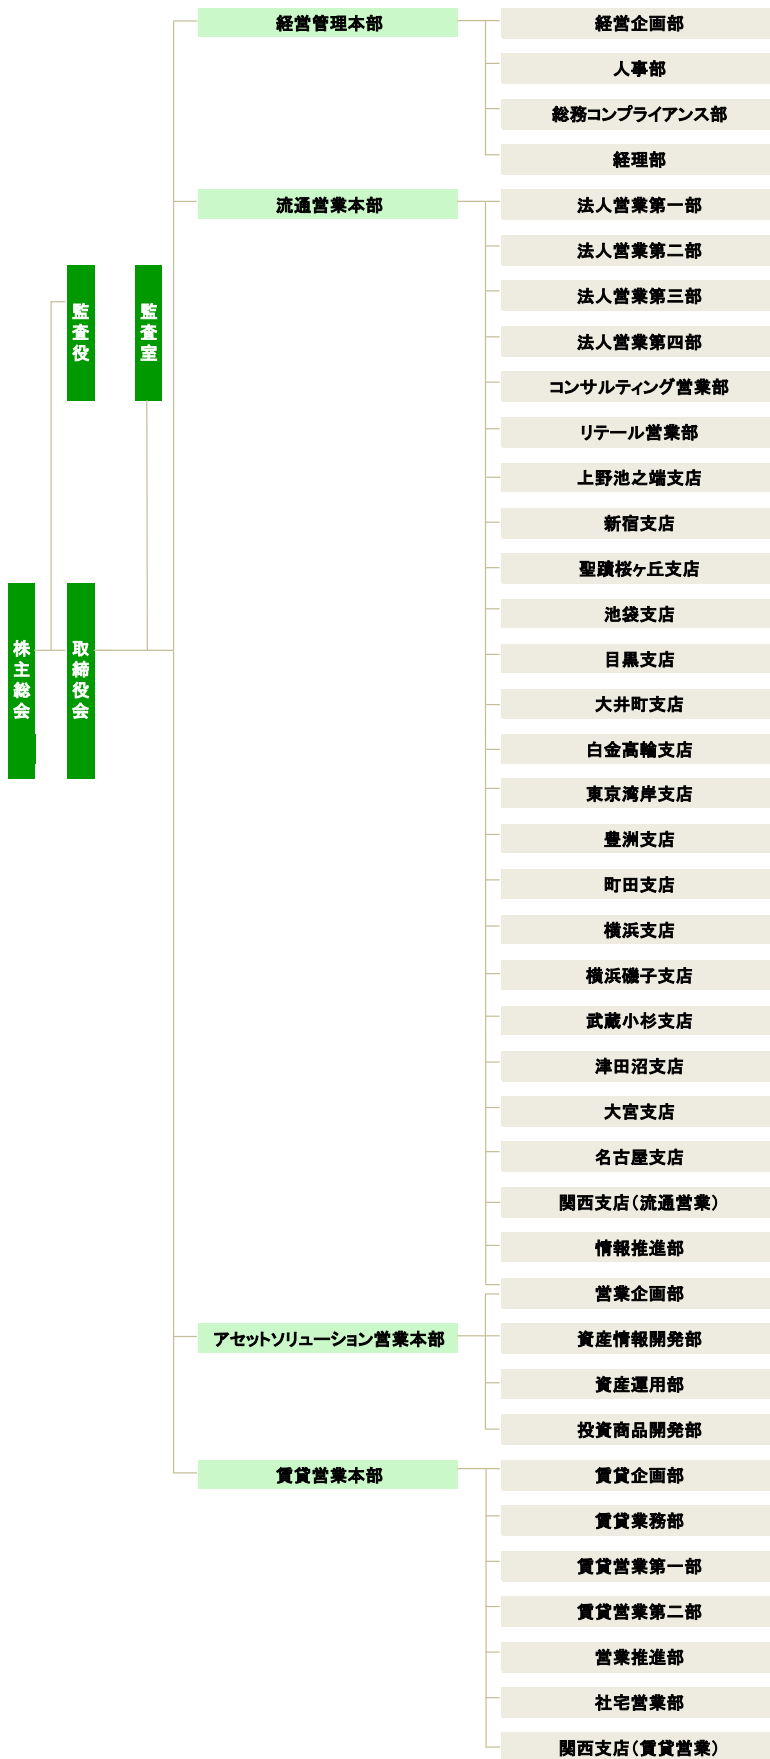 株主総会
監査役
取締役会
監査室
経営管理本部
経営企画部
人事部
総務コンプライアンス部
経理部
流通営業本部
法人営業第一部
法人営業第二部
法人営業第三部
法人営業第四部
コンサルティング営業部
リテール営業部
上野池之端支店
新宿支店
聖蹟桜ヶ丘支店
池袋支店
目黒支店
大井町支店
白金高輪支店
東京湾岸支店
豊洲支店
町田支店
横浜支店
横浜磯子支店
武蔵小杉支店
津田沼支店
大宮支店
名古屋支店
関西支店（流通営業）
情報推進部
営業企画部
アセットソリューション営業本部
資産情報開発部
資産運用部
投資商品開発部
賃貸営業本部
賃貸企画部
賃貸業務部
賃貸営業第一部
賃貸営業第二部
営業推進部
社宅営業部
関西支店（賃貸営業）